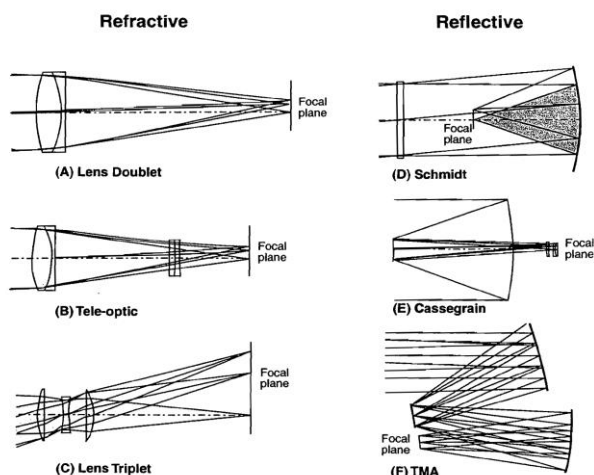 Refractive
Focal
plane
(A) Lens Doublet
Focal
plane
(B) Tele-optic
Focal
plane
(C) Lens Triplet
Reflective
Focal
plane
(D) Schmidt
Focal
plane
(E) Cassegrain
Focal
plane
(F) TMA